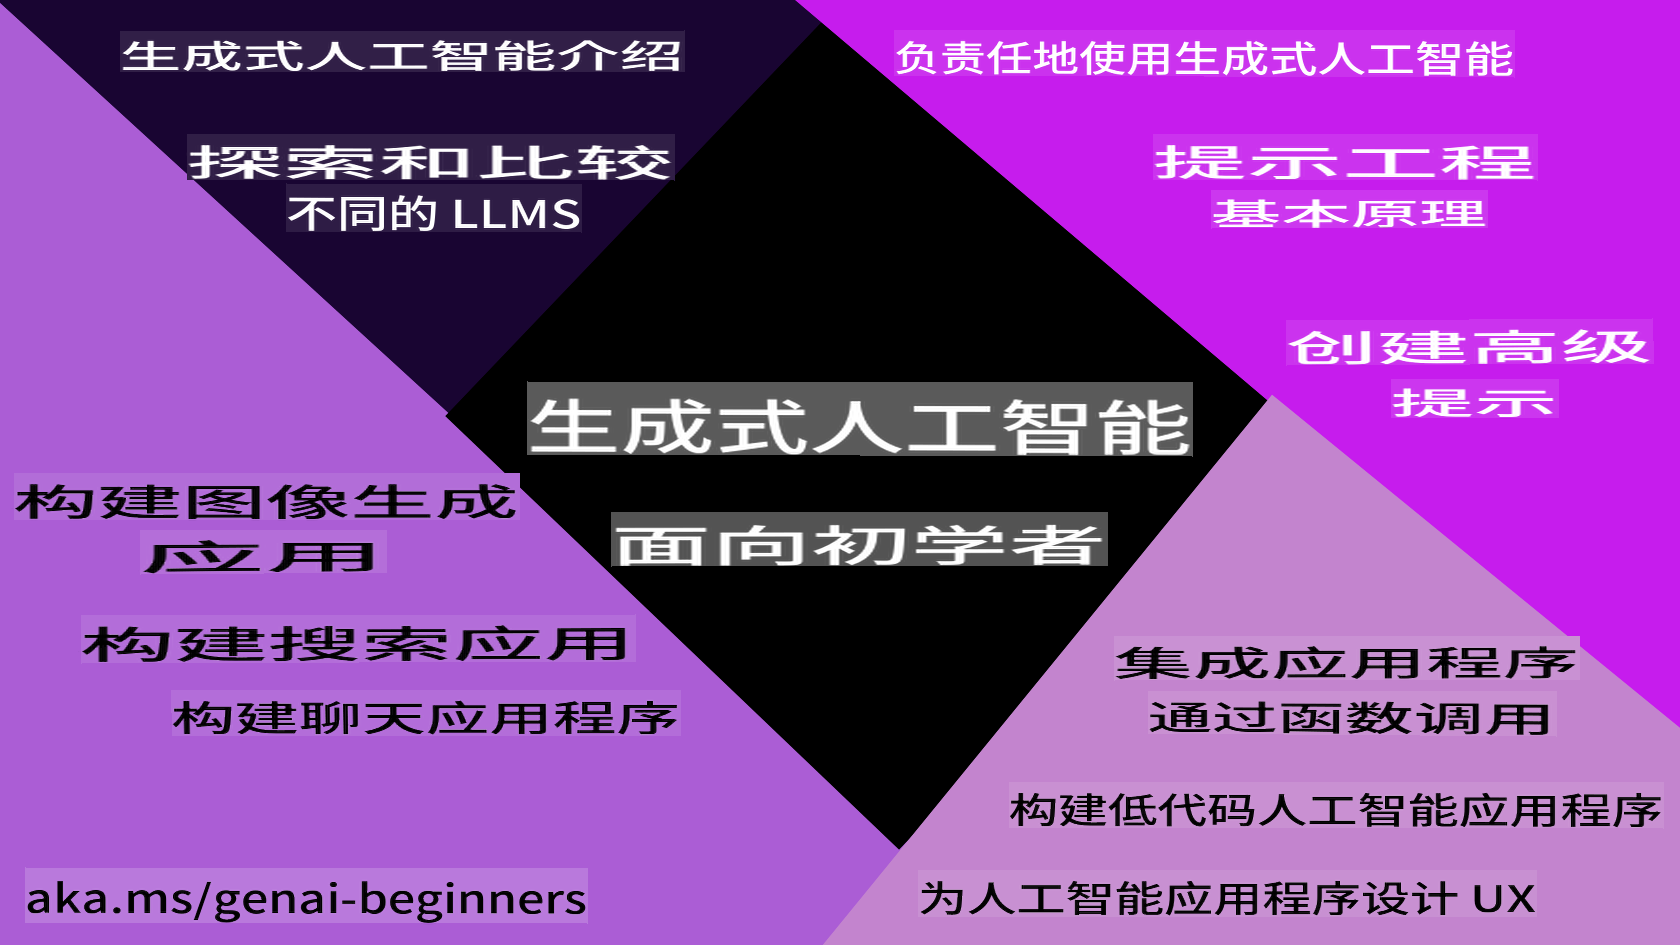 生成式人工智能介绍
探索和比较
不同的 LLMS
负责任地使用生成式人工智能
提示工程
基本原理
创建高级
提示
生成式人工智能
面向初学者
构建图像生成
应用
构建搜索应用
构建聊天应用程序
集成应用程序
通过函数调用
构建低代码人工智能应用程序
为人工智能应用程序设计 UX
aka.ms/genai-beginners